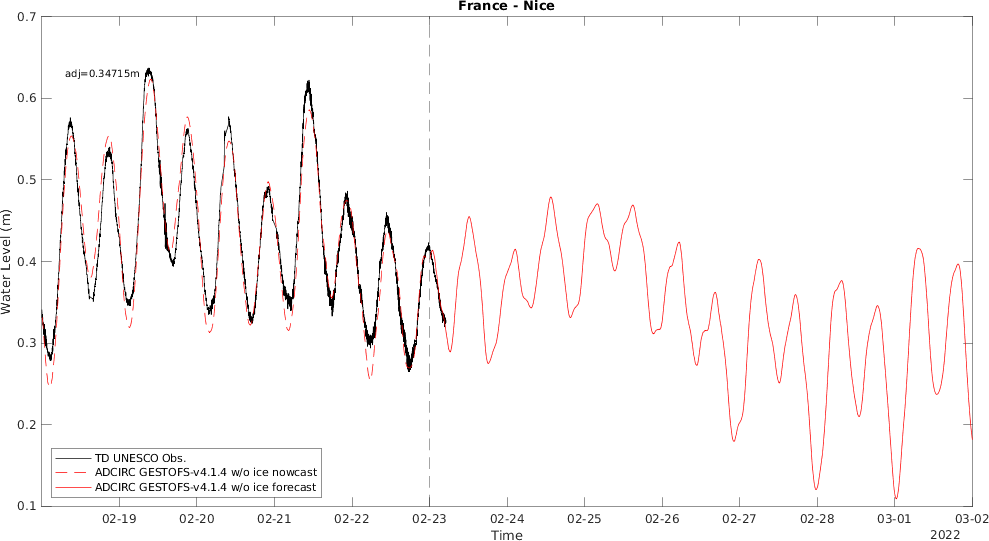 France - Nice
0.7
adj=0.34715m
0.6
0.5
0.4
Water Level (m)
0.3
0.2
TD UNESCO Obs.
ADCIRC GESTOFS-v4.1.4 w/o ice nowcast
ADCIRC GESTOFS-v4.1.4 w/o ice forecast
0.1
02-19 02-20 02-21 02-22 02-23 02-24 02-25 02-26 02-27 02-28 03-01 03-02
Time 2022